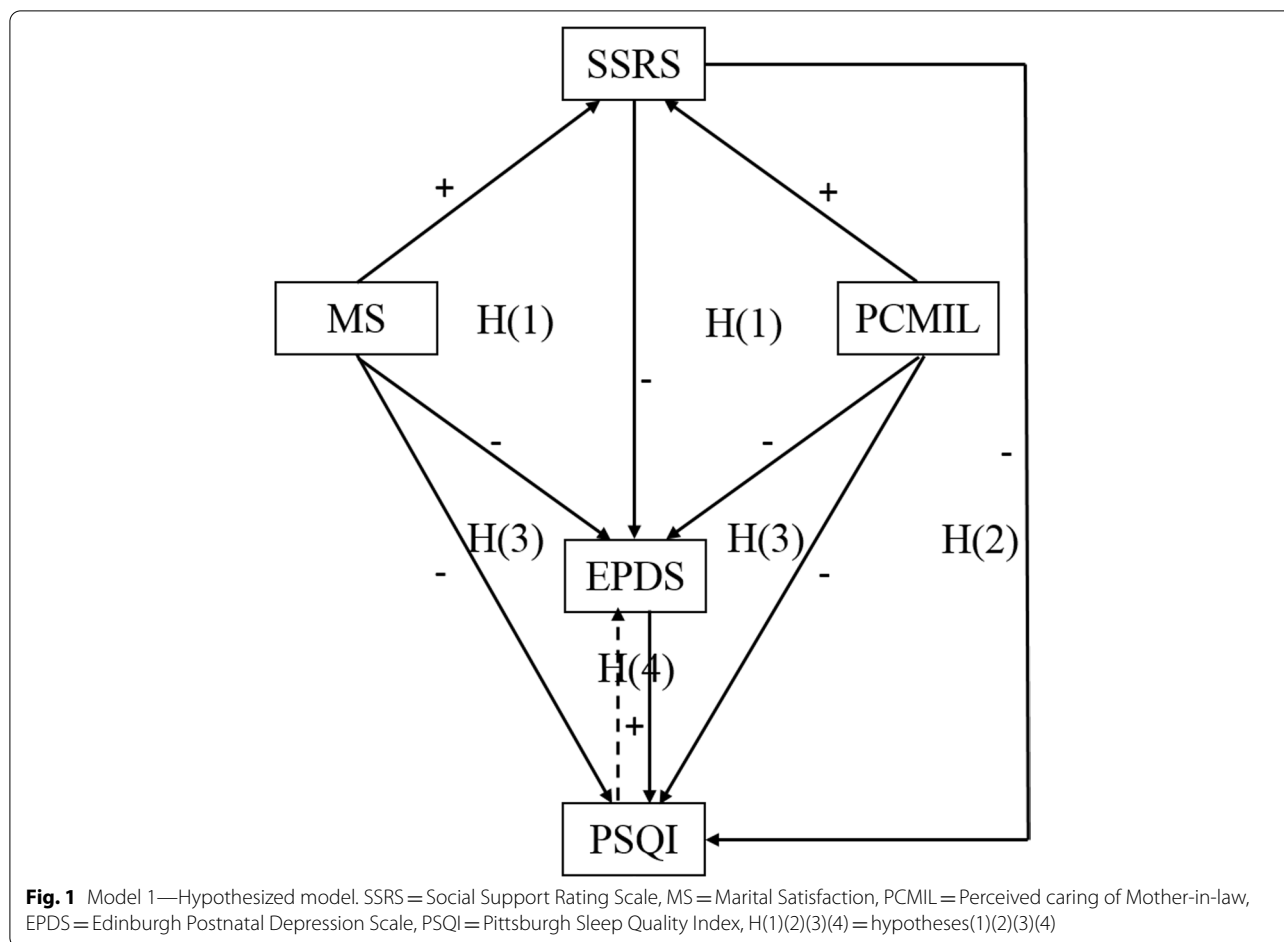 SSRS
+
+
MS
H(1)
H(1)
PCMIL
-
-
-
-
H(3)
H(3)
H(2)
EPDS
-
-
H(4)
+
PSQI
Fig. 1 Model 1—Hypothesized model. SSRS = Social Support Rating Scale, MS = Marital Satisfaction, PCMIL = Perceived caring of Mother-in-law,
EPDS = Edinburgh Postnatal Depression Scale, PSQI = Pittsburgh Sleep Quality Index, H(1)(2)(3)(4) = hypotheses(1)(2)(3)(4)